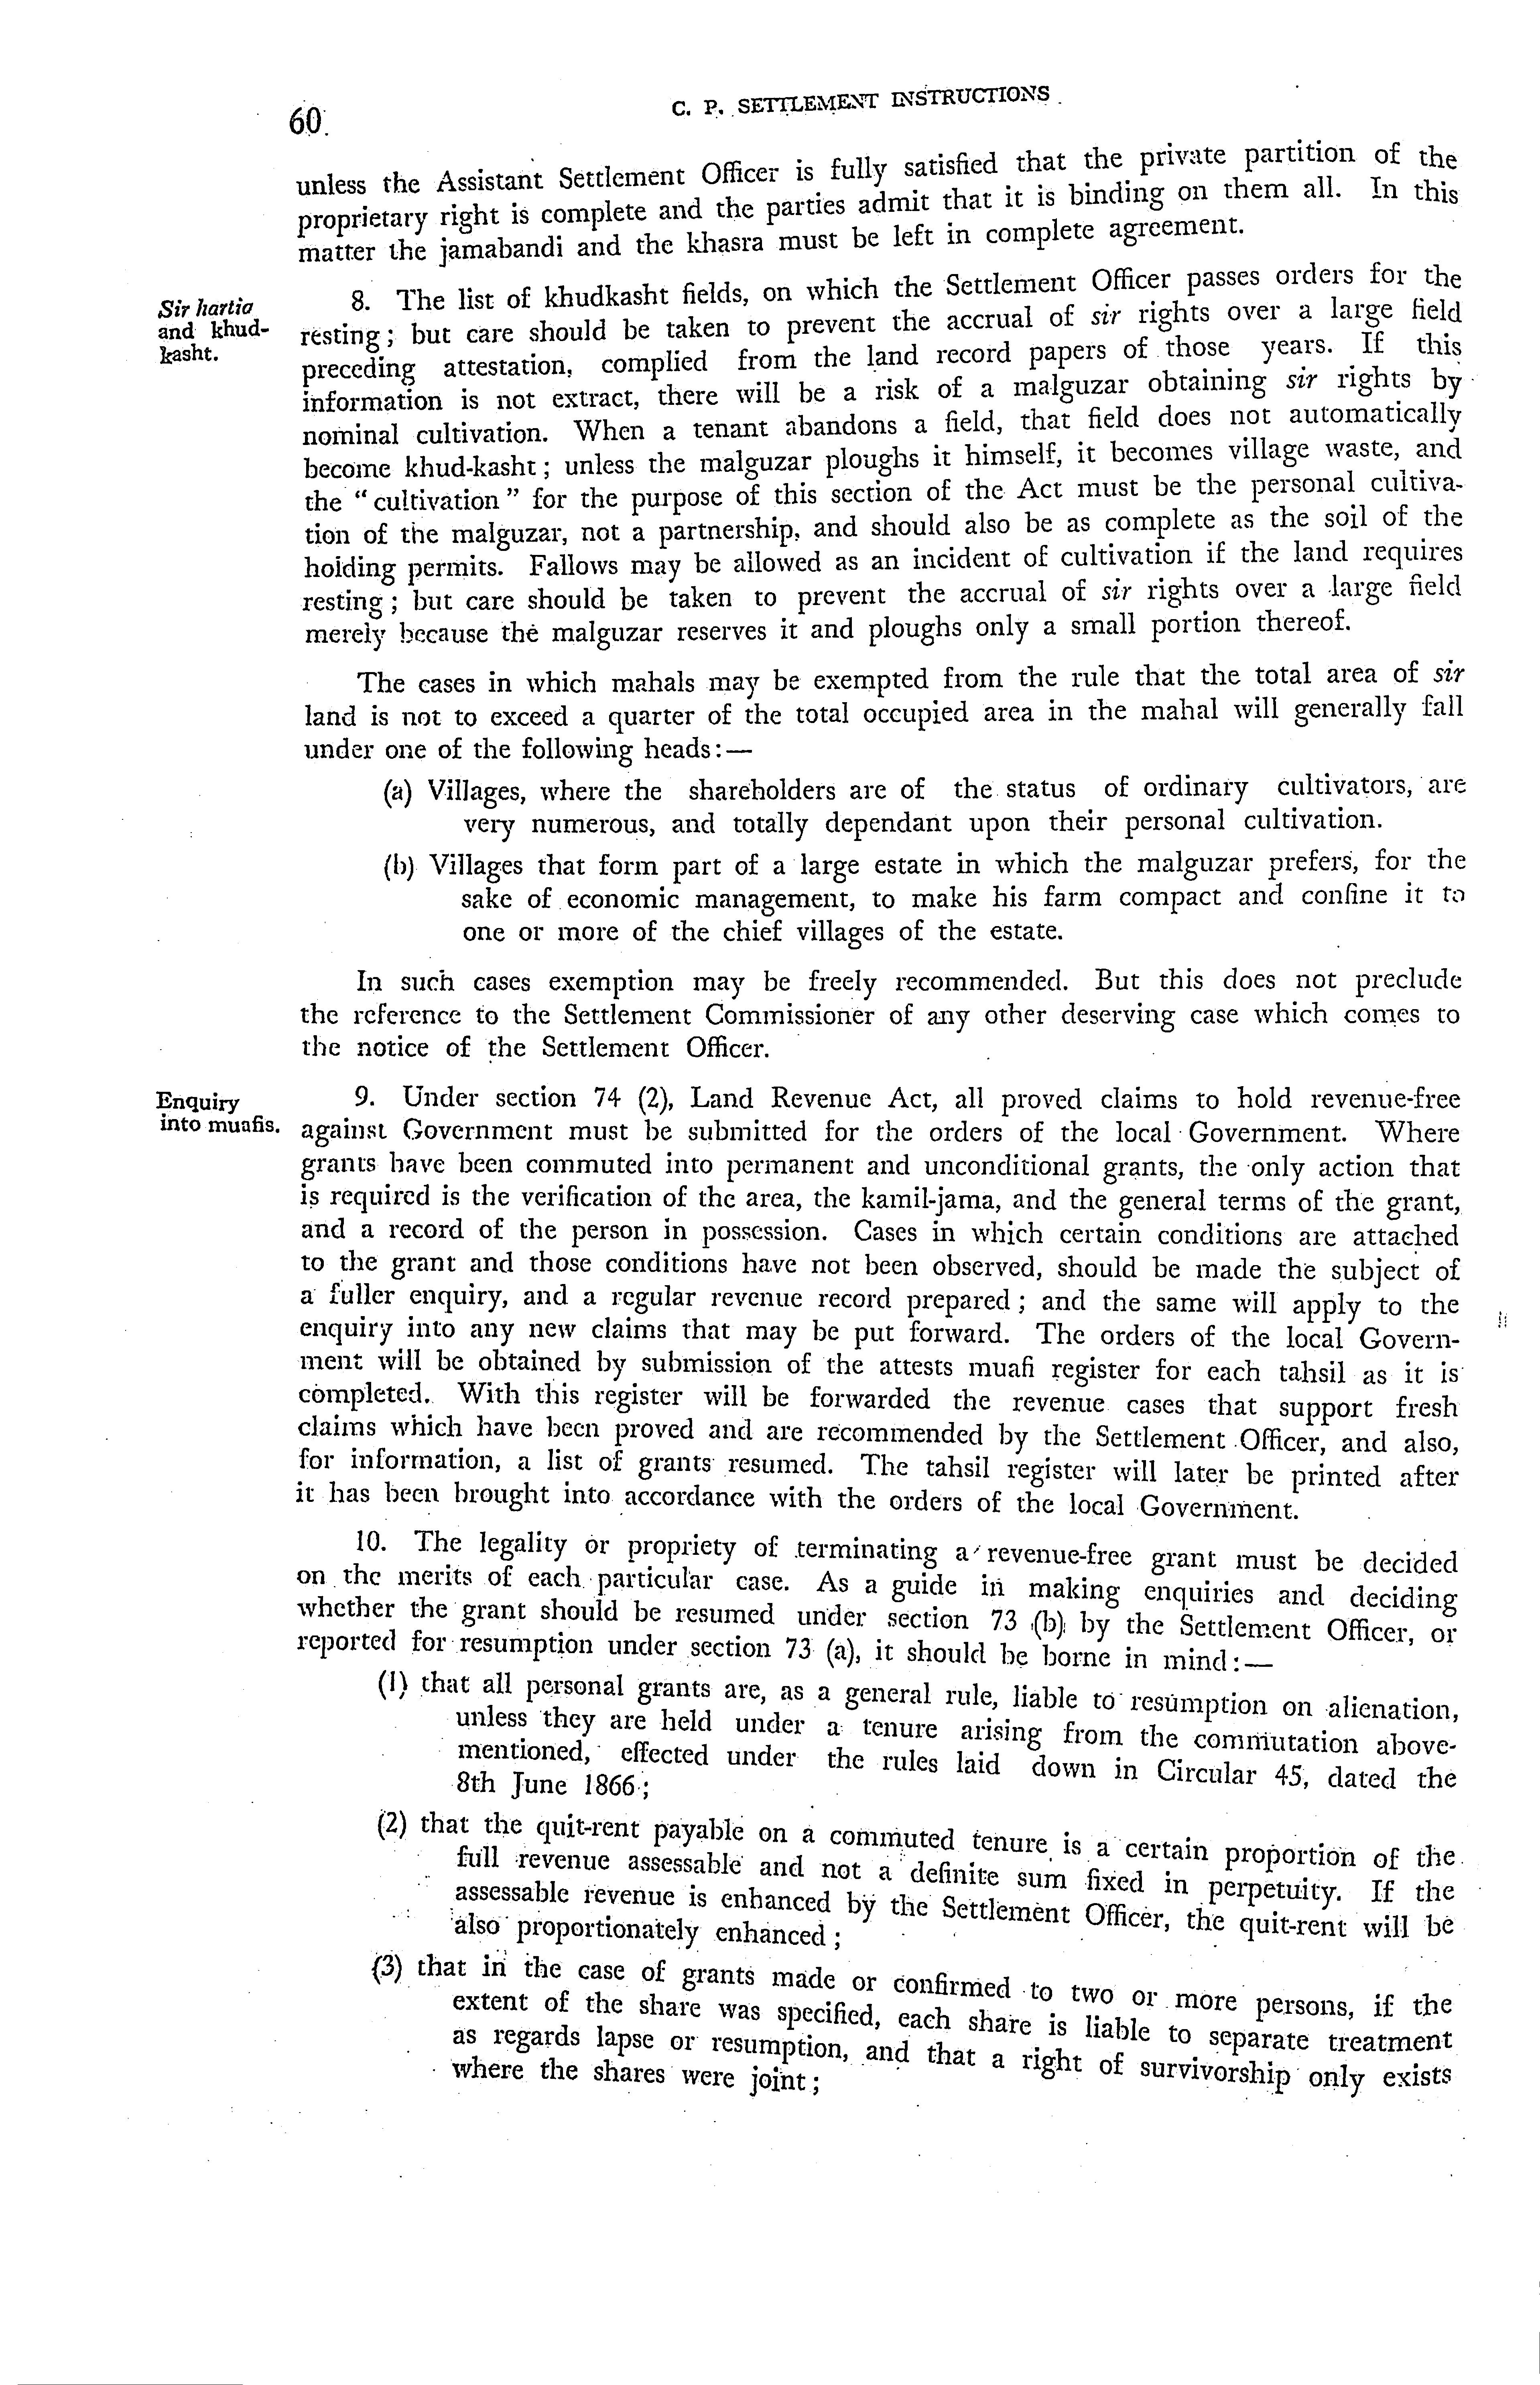 60.
C. P. SETTLEMENT INSTRUCTIONS
unless the Assistant Settlement Officer is fully satisfied that the private partition of the
proprietary right is complete and the parties admit that it is binding on them all. In this
matter the jamabandi and the khasra must be left in complete agreement.
Sir hartia
and khud-
kasht.
8. The list of khudkasht fields, on which the Settlement Officer passes orders for the
resting; but care should be taken to prevent the accrual of sir rights over a large field
preceding attestation, complied from the land record papers of those years. If this
information is not extract, there will be a risk of a malguzar obtaining sir rights by
nominal cultivation. When a tenant abandons a field, that field does not automatically
become khud-kasht; unless the malguzar ploughs it himself, it becomes village waste, and
the "cultivation" for the purpose of this section of the Act must be the personal cultiva-
tion of the malguzar, not a partnership, and should also be as complete as the soil of the
holding permits. Fallows may be allowed as an incident of cultivation if the land requires
resting; but care should be taken to prevent the accrual of sir rights over a large field
merely because the malguzar reserves it and ploughs only a small portion thereof.
The cases in which mahals may be exempted from the rule that the total area of sir
land is not to exceed a quarter of the total occupied area in the mahal will generally fall
under one of the following heads:—
(a) Villages, where the shareholders are of the status of ordinary cultivators, are
very numerous, and totally dependant upon their personal cultivation.
(b) Villages that form part of a large estate in which the malguzar prefers, for the
sake of economic management, to make his farm compact and confine it to
one or more of the chief villages of the estate.
In such cases exemption may be freely recommended. But this does not preclude
the reference to the Settlement Commissioner of any other deserving case which comes to
the notice of the Settlement Officer.
Enquiry
into muafis.
9. Under section 74 (2), Land Revenue Act, all proved claims to hold revenue-free
against Government must be submitted for the orders of the local Government. Where
grants have been commuted into permanent and unconditional grants, the only action that
is required is the verification of the area, the kamil-jama, and the general terms of the grant,
and a record of the person in possession. Cases in which certain conditions are attached
to the grant and those conditions have not been observed, should be made the subject of
a fuller enquiry, and a regular revenue record prepared; and the same will apply to the
enquiry into any new claims that may be put forward. The orders of the local Govern-
ment will be obtained by submission of the attests muafi register for each tahsil as it is
completed. With this register will be forwarded the revenue cases that support fresh
claims which have been proved and are recommended by the Settlement Officer, and also,
for information, a list of grants resumed. The tahsil register will later be printed after
it has been brought into accordance with the orders of the local Government.
10. The legality or propriety of terminating a revenue-free grant must be decided
on the merits of each particular case. As a guide in making enquiries and deciding
whether the grant should be resumed under section 73 (b) by the Settlement Officer, or
reported for resumption under section 73 (a), it should be borne in mind:—
(1) that all personal grants are, as a general rule, liable to resumption on alienation,
unless they are held under a tenure arising from the commutation above-
mentioned, effected under the rules laid down in Circular 45, dated the
8th June 1866;
(2) that the quit-rent payable on a commuted tenure is a certain proportion of the
full revenue assessable and not a definite sum fixed in perpetuity. If the
assessable revenue is enhanced by the Settlement Officer, the quit-rent will be
also proportionately enhanced;
(3) that in the case of grants made or confirmed to two or more persons, if the
extent of the share was specified, each share is liable to separate treatment
as regards lapse or resumption, and that a right of survivorship only exists
where the shares were joint;